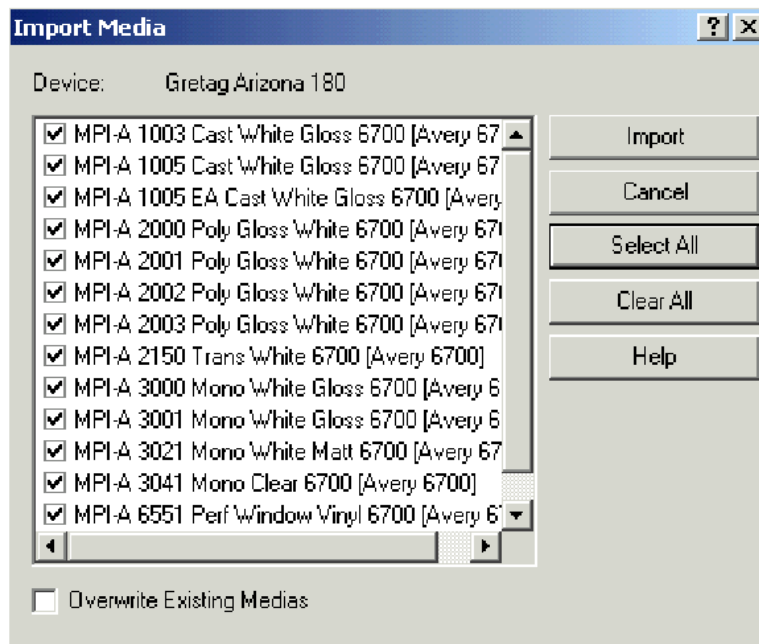 Import Media
Device: Gretag Arizona 180
MPI-A 1003 Cast White Gloss 6700 [Avery 67
MPI-A 1005 Cast White Gloss 6700 [Avery 67
MPI-A 1005 EA Cast White Gloss 6700 [Avery
MPI-A 2000 Poly Gloss White 6700 [Avery 670
MPI-A 2001 Poly Gloss White 6700 [Avery 670
MPI-A 2002 Poly Gloss White 6700 [Avery 670
MPI-A 2003 Poly Gloss White 6700 [Avery 670
MPI-A 2150 Trans White 6700 [Avery 6700]
MPI-A 3000 Mono White Gloss 6700 [Avery 6
MPI-A 3001 Mono White Gloss 6700 [Avery 6
MPI-A 3021 Mono White Matt 6700 [Avery 67
MPI-A 3041 Mono Clear 6700 [Avery 6700]
MPI-A 6551 Perf Window Vinyl 6700 [Avery 6
Import
Cancel
Select All
Clear All
Help
Overwrite Existing Medias